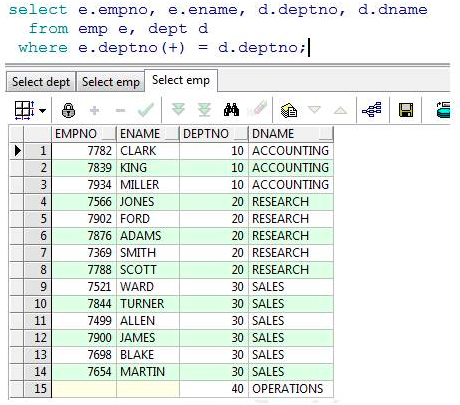 select e.empno, e.ename, d.deptno, d.dname
from emp e, dept d
where e.deptno(+) = d.deptno;
Select dept Select emp Select emp
EMPNO ENAME DEPTNO DNAME
1 7782 CLARK 10 ACCOUNTING
2 7839 KING 10 ACCOUNTING
3 7934 MILLER 10 ACCOUNTING
4 7566 JONES 20 RESEARCH
5 7902 FORD 20 RESEARCH
6 7876 ADAMS 20 RESEARCH
7 7369 SMITH 20 RESEARCH
8 7788 SCOTT 20 RESEARCH
9 7521 WARD 30 SALES
10 7844 TURNER 30 SALES
11 7499 ALLEN 30 SALES
12 7900 JAMES 30 SALES
13 7698 BLAKE 30 SALES
14 7654 MARTIN 30 SALES
15 40 OPERATIONS